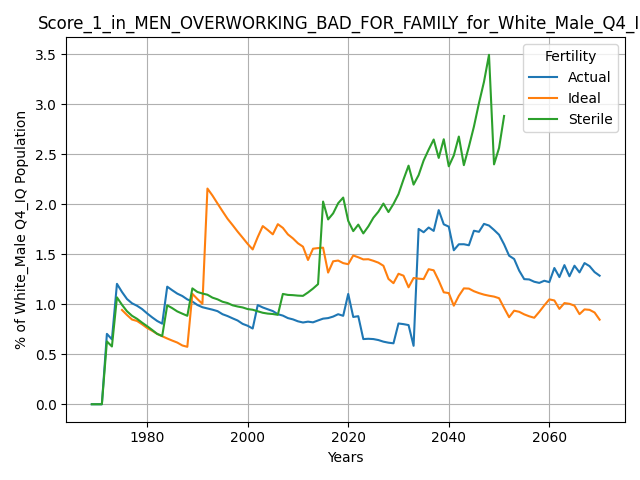 Score_1_in_MEN_OVERWORKING_BAD_FOR_FAMILY_for_White_Male_Q4_I
% of White_Male Q4_IQ Population
3.5
3.0
2.5
2.0
1.5
1.0
0.5
0.0
Fertility
Actual
Ideal
Sterile
1980
2000
2020
2040
2060
Years